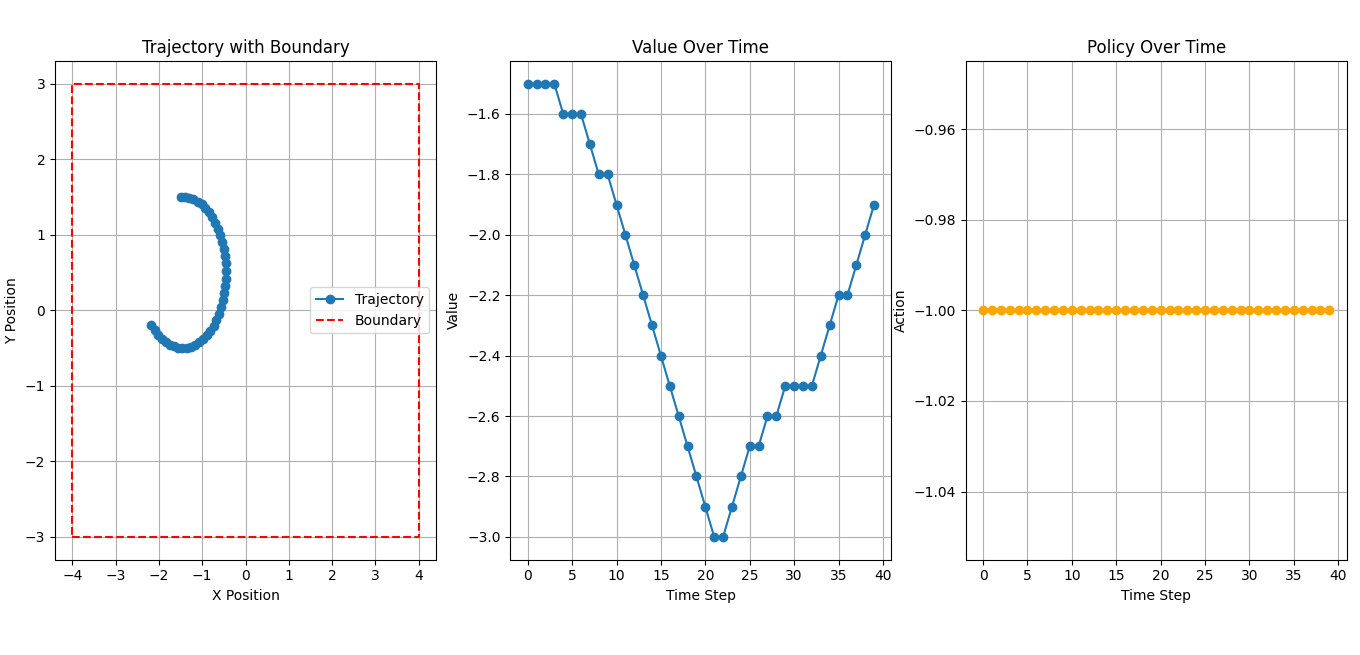 Trajectory with Boundary
3
2
1
0
−1
−2
−3
Y Position
−4 −3 −2 −1 0 1 2 3 4
X Position
Trajectory
Boundary
Value Over Time
−1.6
−1.8
−2.0
−2.2
−2.4
−2.6
−2.8
−3.0
Value
0 5 10 15 20 25 30 35 40
Time Step
Policy Over Time
−0.96
−0.98
−1.00
−1.02
−1.04
Action
0 5 10 15 20 25 30 35 40
Time Step